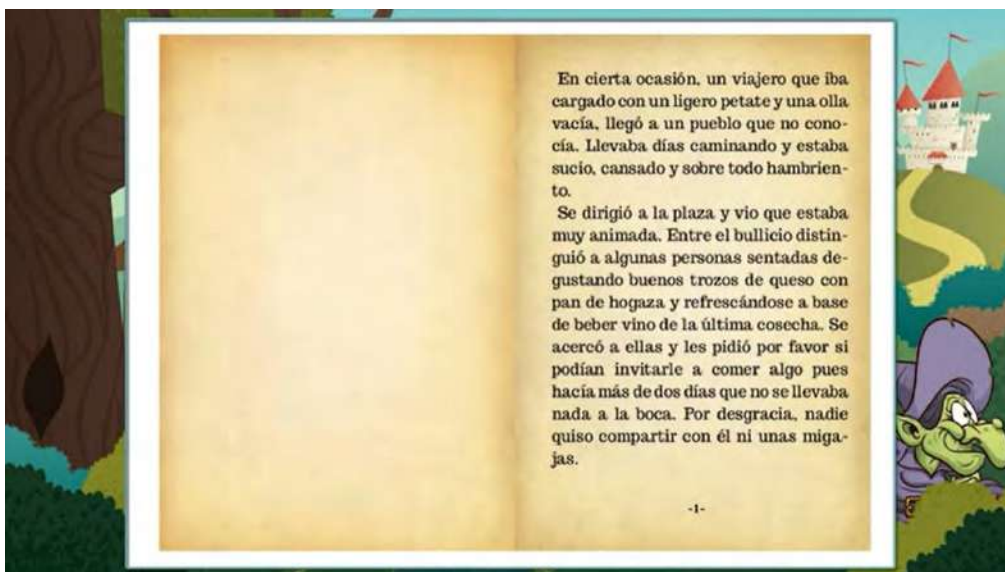 En cierta ocasión, un viajero que iba
cargado con un ligero petate y una olla
vacía, llegó a un pueblo que no cono-
cía. Llevaba días caminando y estaba
sucio, cansado y sobre todo hambrien-
to.
Se dirigió a la plaza y vio que estaba
muy animada. Entre el bullicio distin-
guió a algunas personas sentadas de-
gustando buenos trozos de queso con
pan de hogaza y refrescándose a base
de beber vino de la última cosecha. Se
acercó a ellas y les pidió por favor si
podían invitarle a comer algo pues
hacía más de dos días que no se llevaba
nada a la boca. Por desgracia, nadie
quiso compartir con él ni unas miga-
jas.
-1-